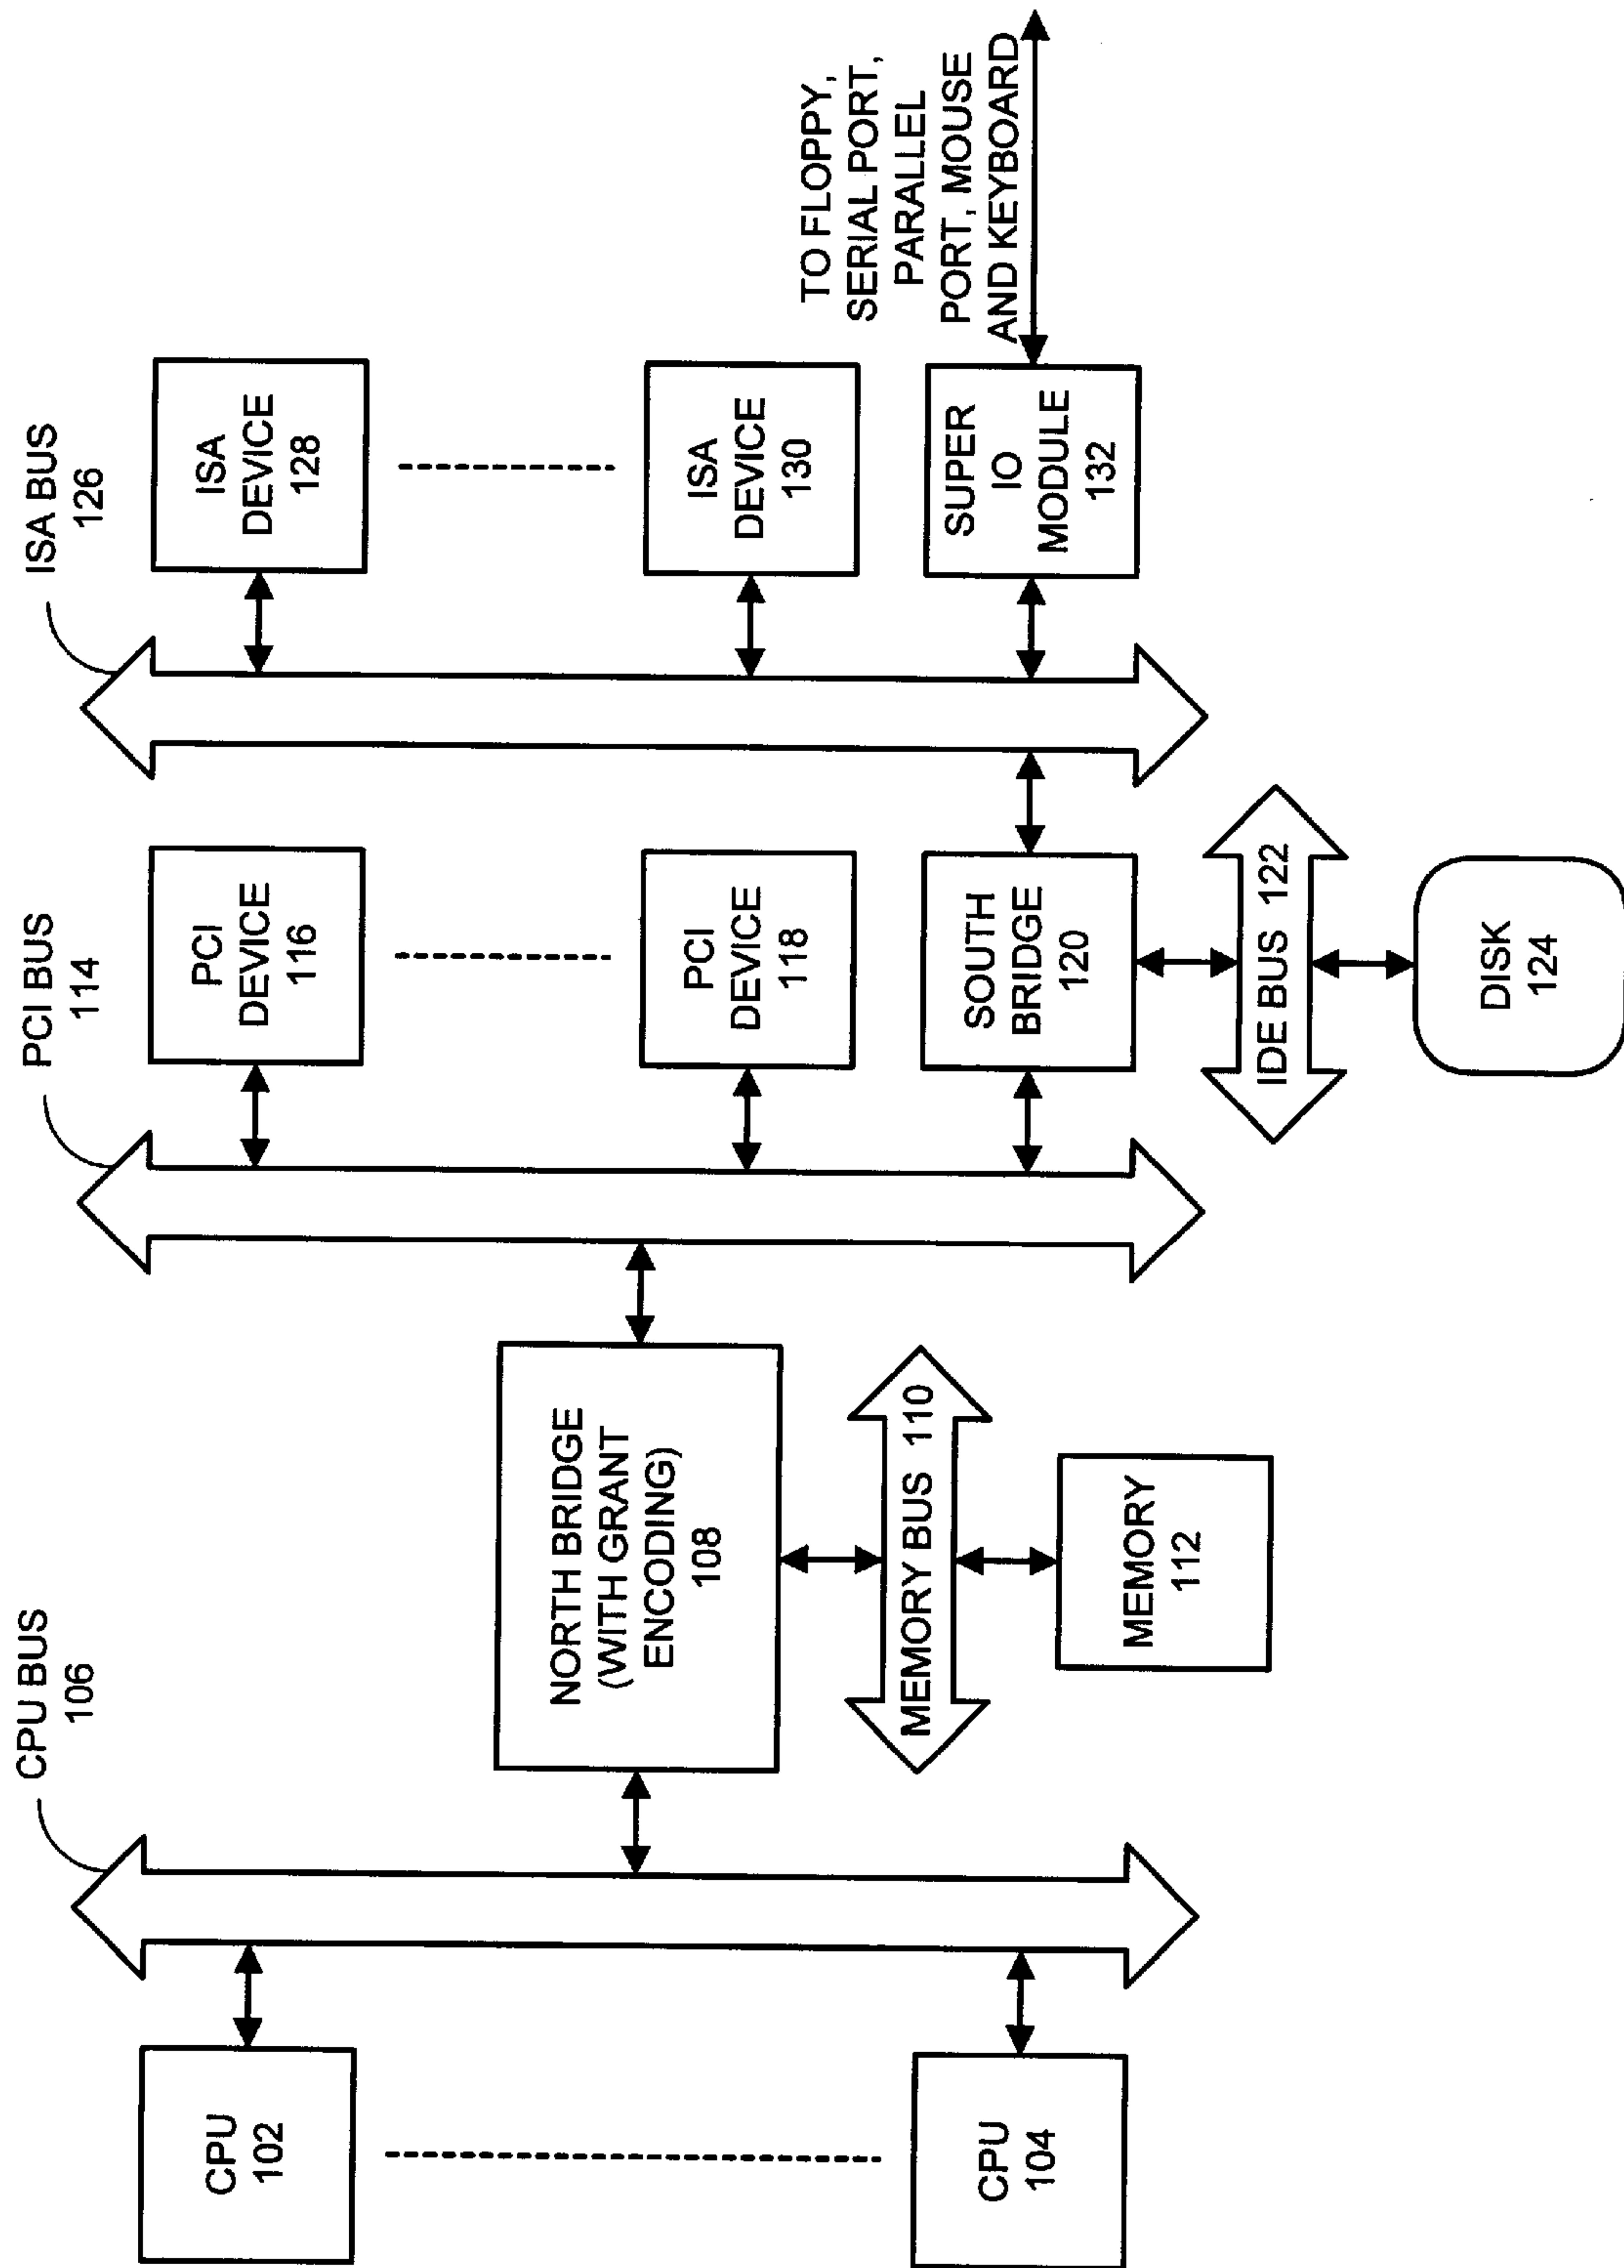 CPU BUS
106
PCI BUS
114
ISA BUS
126
CPU
102
CPU
104
NORTH BRIDGE
(WITH GRANT
ENCODING)
108
MEMORY BUS 110
MEMORY
112
PCI
DEVICE
116
PCI
DEVICE
118
SOUTH
BRIDGE
120
IDE BUS 122
DISK
124
ISA
DEVICE
128
ISA
DEVICE
130
SUPER
IO
MODULE
132
TO FLOPPY,
SERIAL PORT,
PARALLEL
PORT, MOUSE
AND KEYBOARD